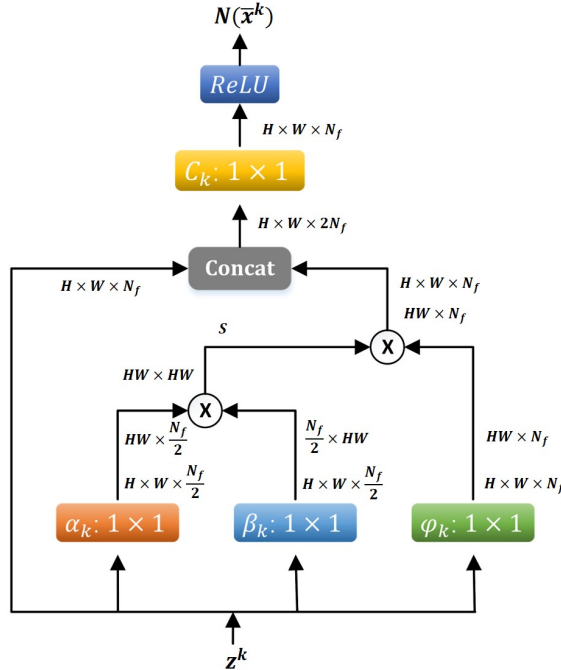 N(x̅ᵏ)
ReLU
H × W × N_f
C_k: 1 × 1
H × W × 2N_f
Concat
H × W × N_f
H × W × N_f
HW × N_f
S
X
HW × HW
X
HW × N_f/2
N_f/2 × HW
HW × N_f
H × W × N_f/2
H × W × N_f/2
H × W × N_f
α_k: 1 × 1
β_k: 1 × 1
φ_k: 1 × 1
zᵏ